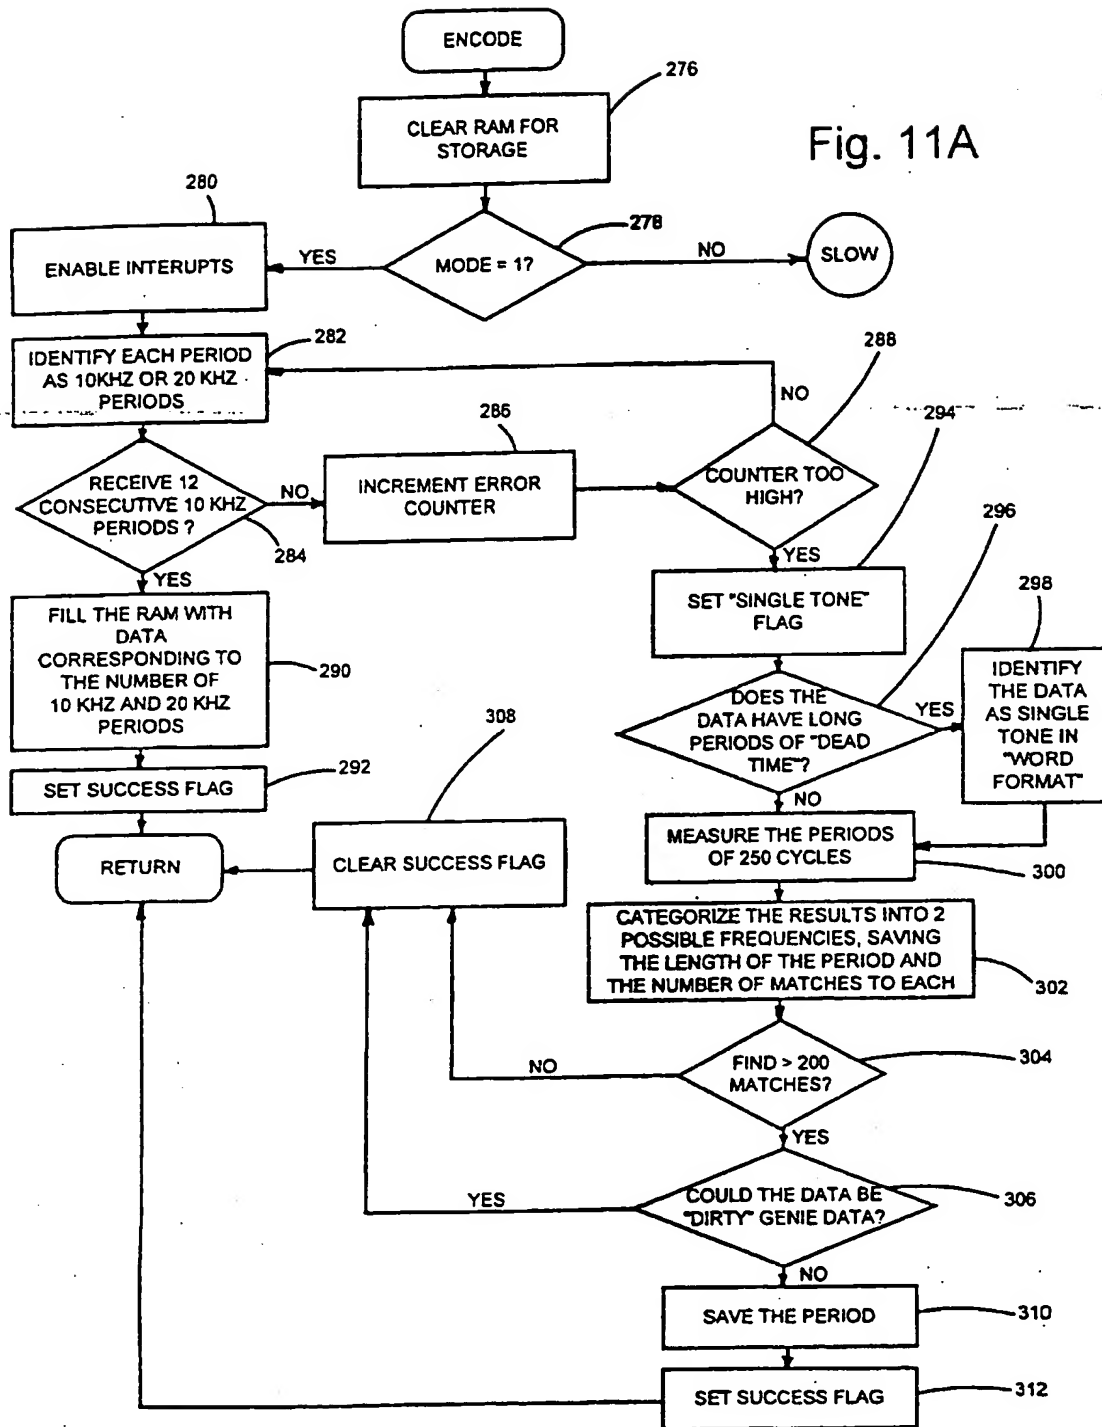 ENCODE
276
CLEAR RAM FOR
STORAGE
Fig. 11A
280
278
ENABLE INTERUPTS
YES
MODE = 1?
NO
SLOW
282
IDENTIFY EACH PERIOD
AS 10KHZ OR 20 KHZ
PERIODS
288
NO
286
294
RECEIVE 12
CONSECUTIVE 10 KHZ
PERIODS ?
NO
INCREMENT ERROR
COUNTER
COUNTER TOO
HIGH?
296
284
YES
YES
FILL THE RAM WITH
DATA
CORRESPONDING TO
THE NUMBER OF
10 KHZ AND 20 KHZ
PERIODS
290
SET "SINGLE TONE"
FLAG
298
DOES THE
DATA HAVE LONG
PERIODS OF "DEAD
TIME"?
YES
IDENTIFY
THE DATA
AS SINGLE
TONE IN
"WORD
FORMAT"
308
SET SUCCESS FLAG
292
NO
RETURN
CLEAR SUCCESS FLAG
MEASURE THE PERIODS
OF 250 CYCLES
300
CATEGORIZE THE RESULTS INTO 2
POSSIBLE FREQUENCIES, SAVING
THE LENGTH OF THE PERIOD AND
THE NUMBER OF MATCHES TO EACH
302
NO
FIND > 200
MATCHES?
304
YES
YES
COULD THE DATA BE
"DIRTY" GENIE DATA?
306
NO
SAVE THE PERIOD
310
SET SUCCESS FLAG
312